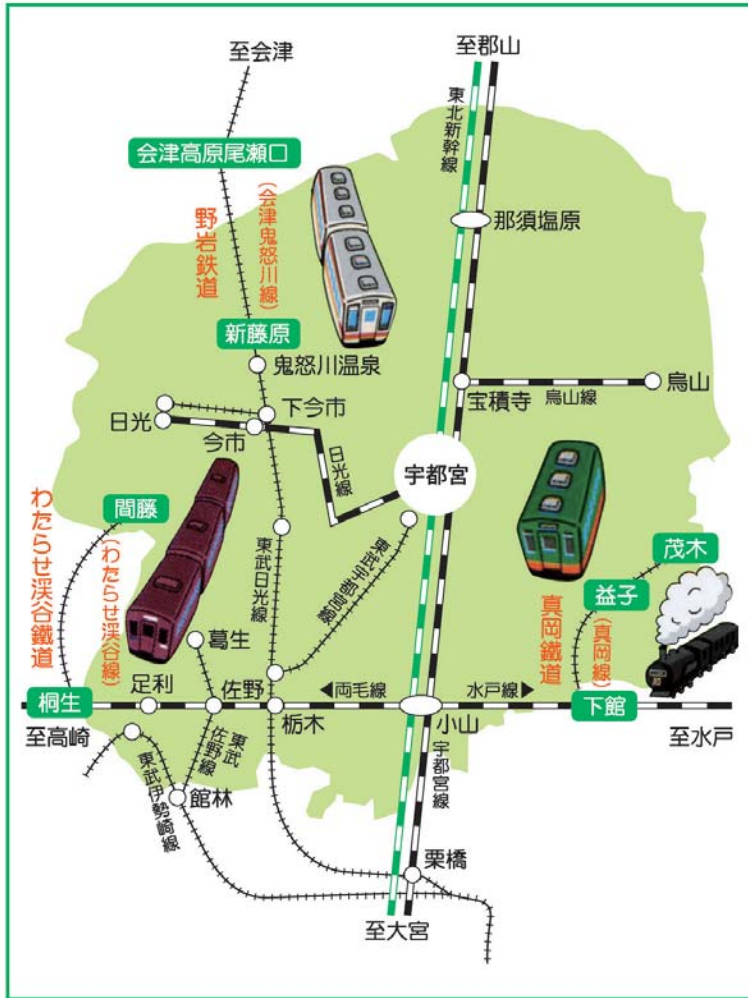 至会津
至郡山
東北新幹線
会津高原尾瀬口
(会津鬼怒川線)
野岩鉄道
那須塩原
新藤原
鬼怒川温泉
下今市
日光
今市
日光線
宝積寺
烏山線
烏山
宇都宮
間藤
わたらせ渓谷鐵道
(わたらせ渓谷線)
東武日光線
東武宇都宮線
茂木
益子
真岡鐵道
(真岡線)
葛生
桐生
足利
佐野
栃木
◀両毛線
小山
水戸線▶
下館
至高崎
至水戸
東武佐野線
東武伊勢崎線
館林
宇都宮線
栗橋
至大宮